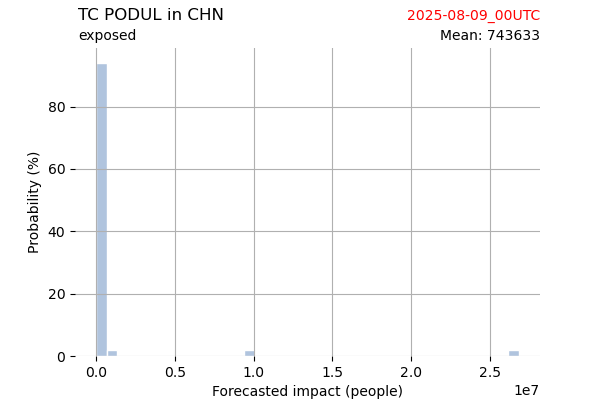 TC PODUL in CHN
2025-08-09_00UTC
exposed
Mean: 743633
Probability (%)
80
60
40
20
0
0.0 0.5 1.0 1.5 2.0 2.5
1e7
Forecasted impact (people)